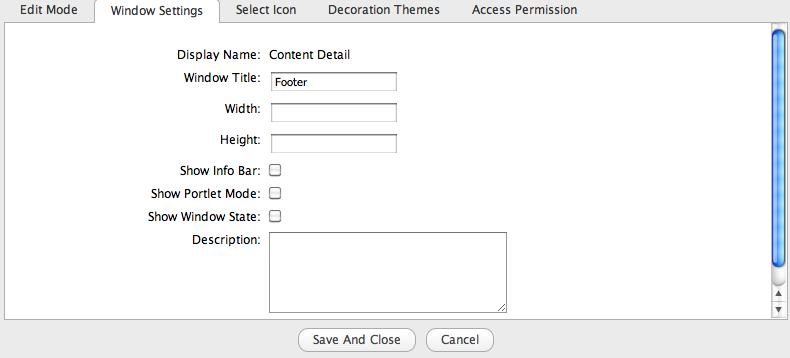 Edit Mode Window Settings Select Icon Decoration Themes Access Permission
Display Name: Content Detail
Window Title: Footer
Width:
Height:
Show Info Bar:
Show Portlet Mode:
Show Window State:
Description:
Save And Close Cancel